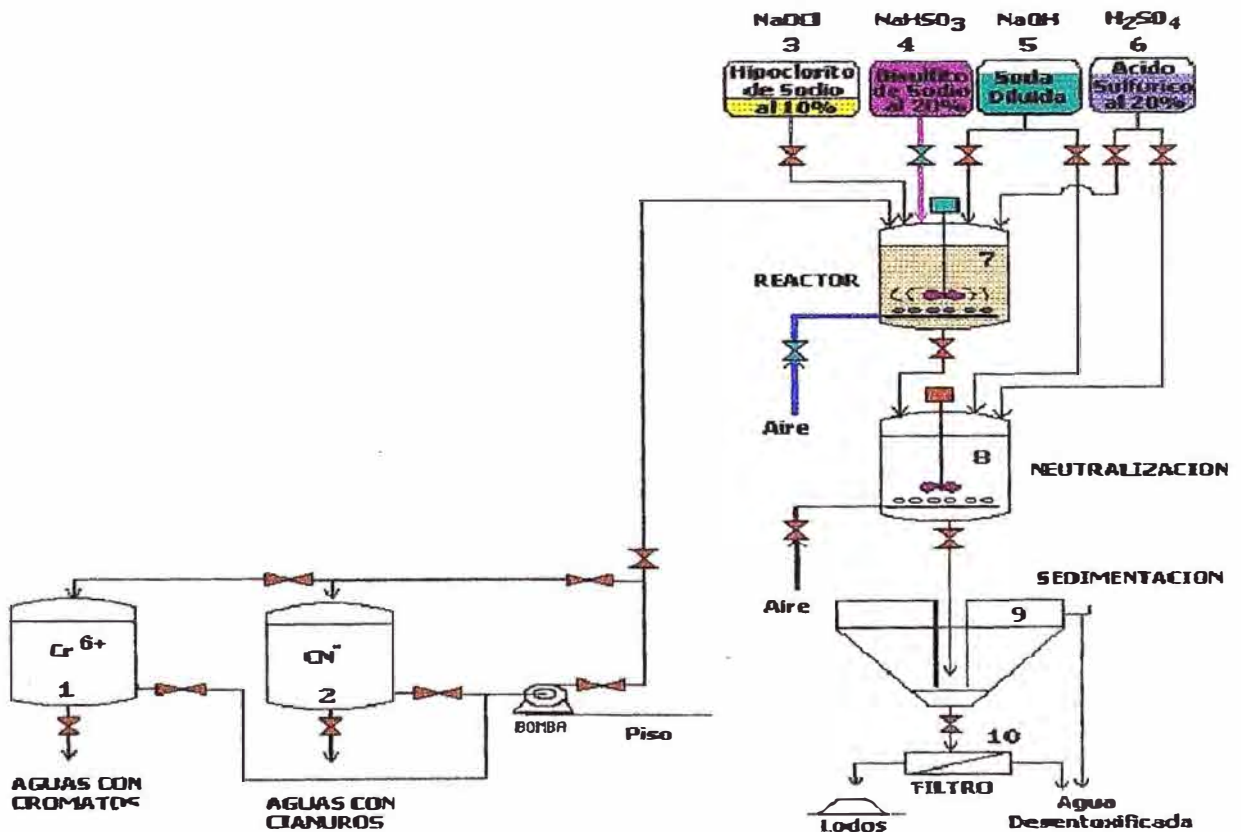 NaOCl NaHSO3 NaOH H2SO4
3 4 5 6
Hipoclorito de Sodio al 10%
Bisulfito de Sodio al 20%
Soda Diluida
Acido Sulfúrico al 20%
7
REACTOR
Aire
8
NEUTRALIZACION
Aire
SEDIMENTACION
9
Cr 6+
1
CN-
2
BOMBA
Piso
10
FILTRO
AGUAS CON
CROMATOS
AGUAS CON
CIANUROS
Lodos
Agua
Desentoxificada